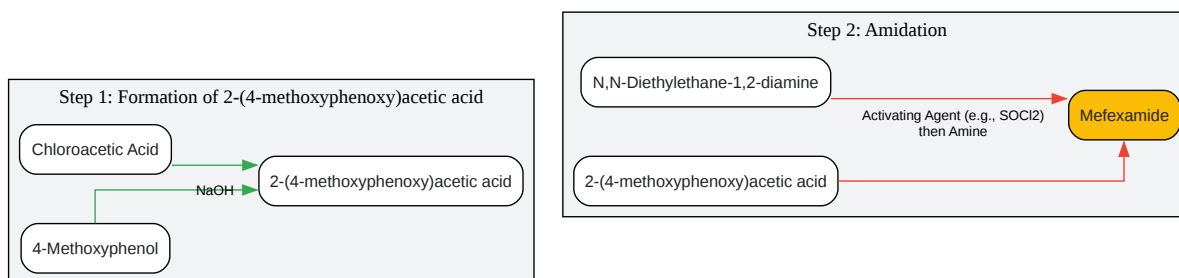 Step 1: Formation of 2-(4-methoxyphenoxy)acetic acid
Chloroacetic Acid
NaOH
2-(4-methoxyphenoxy)acetic acid
4-Methoxyphenol
Step 2: Amidation
N,N-Diethylethane-1,2-diamine
Activating Agent (e.g., SOCl2)
then Amine
Mefexamide
2-(4-methoxyphenoxy)acetic acid